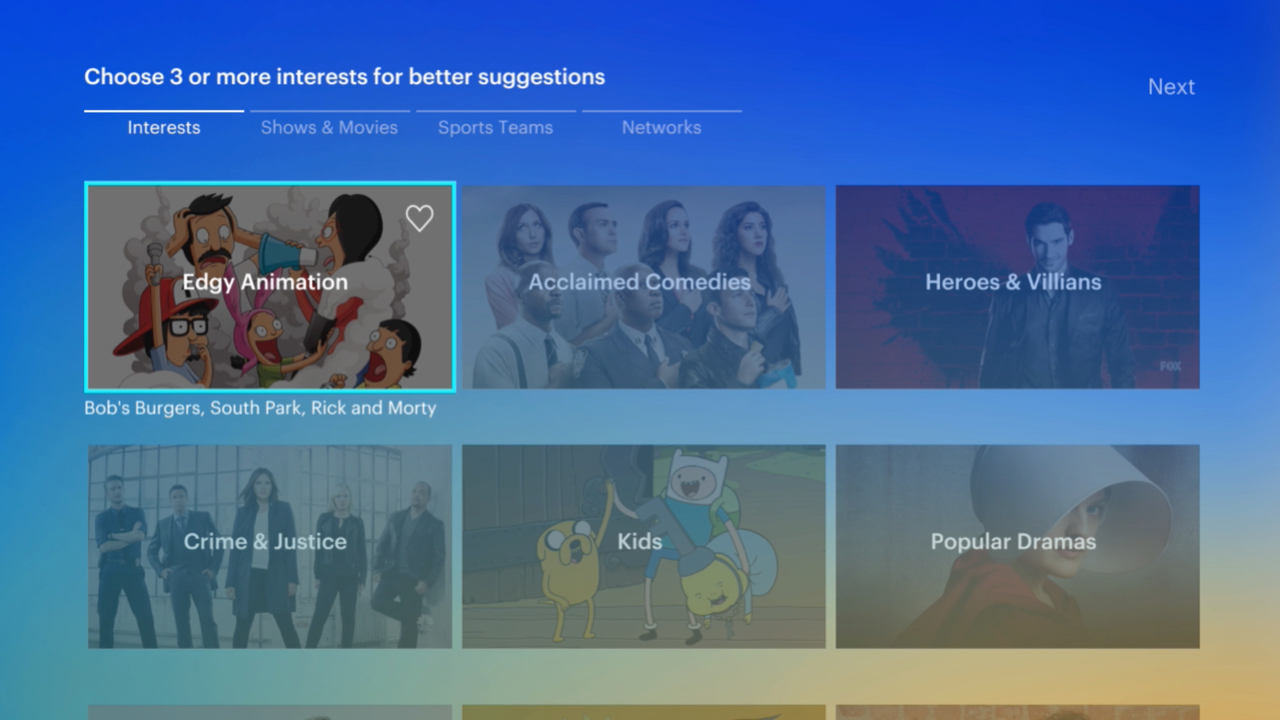 Choose 3 or more interests for better suggestions
Next
Interests
Shows & Movies
Sports Teams
Networks
Edgy Animation
Acclaimed Comedies
Heroes & Villians
FOX
Bob's Burgers, South Park, Rick and Morty
Crime & Justice
Kids
Popular Dramas